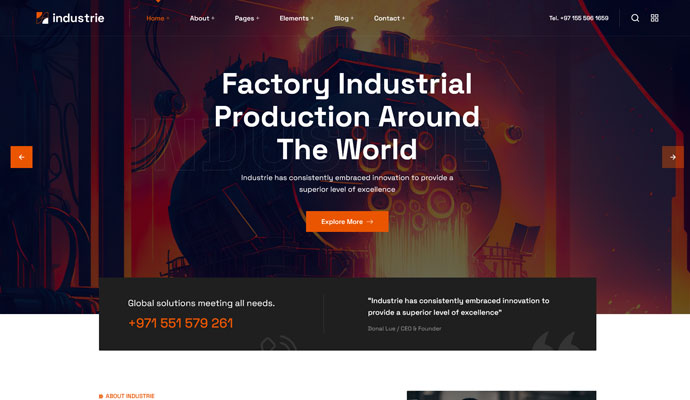 industrie
Home +
About +
Pages +
Elements +
Blog +
Contact +
Tel. +97 155 596 1659
INDUSTRIE
Factory Industrial
Production Around
The World
Industrie has consistently embraced innovation to provide a
superior level of excellence
Explore More
Global solutions meeting all needs.
+971 551 579 261
"Industrie has consistently embraced innovation to
provide a superior level of excellence"
Donal Lue / CEO & Founder
ABOUT INDUSTRIE